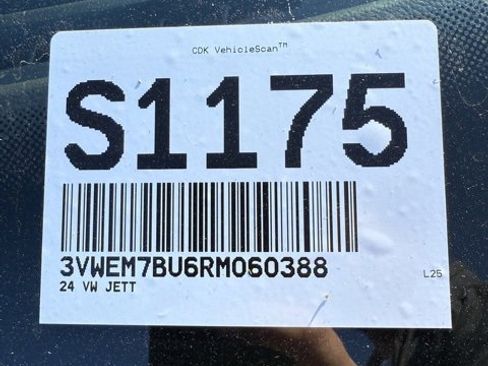 CDK VehicleScan™
S1175
3VWEM7BU6RM060388
24 VW JETT
L25